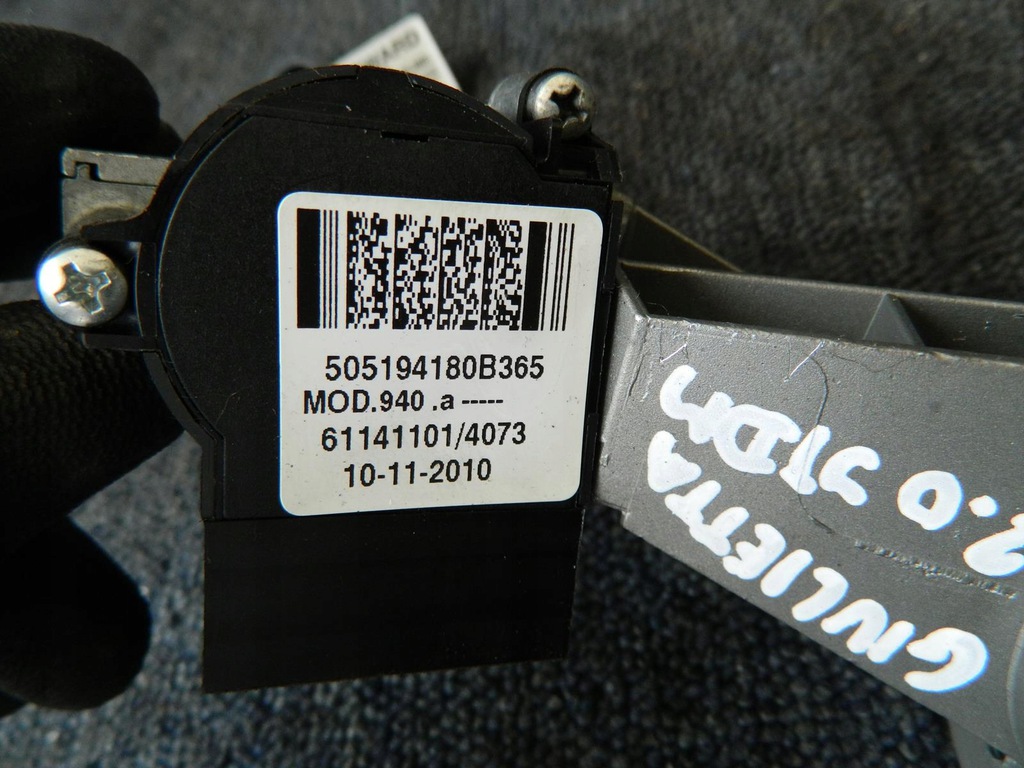 505194180B365
MOD.940 .a -----
61141101/4073
10-11-2010
GIULIETTA
2.0 JTDM